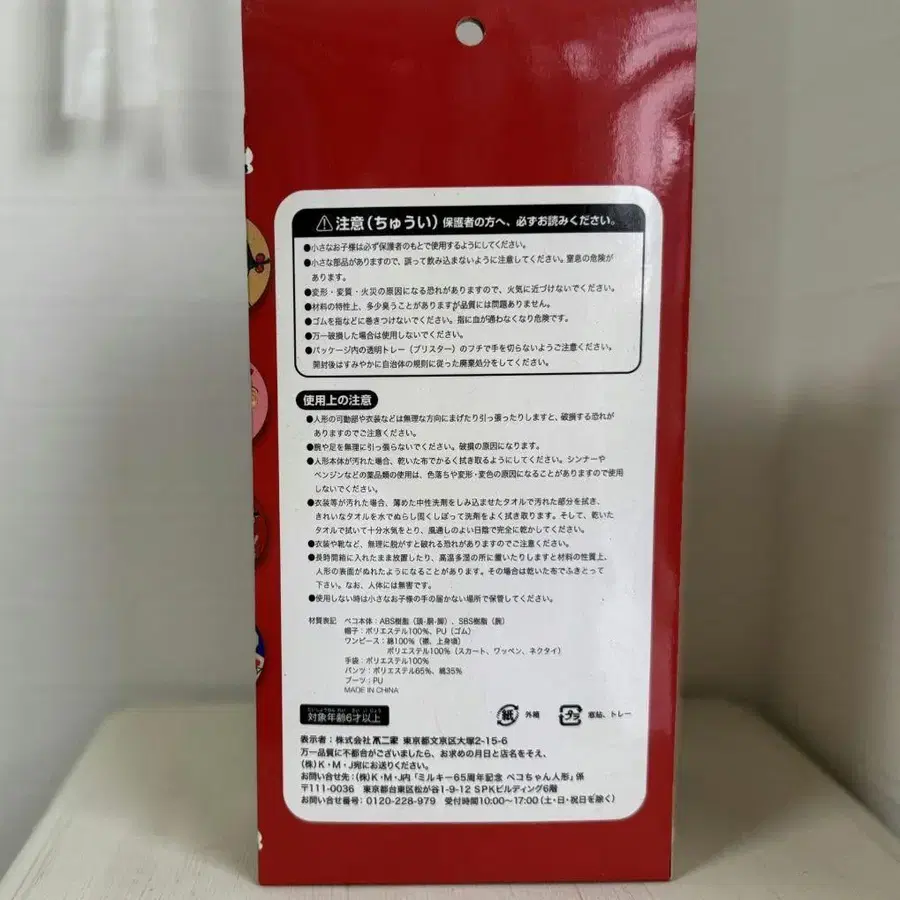 ⚠注意(ちゅうい) 保護者の方へ、必ずお読みください。
●小さなお子様は必ず保護者のもとで使用するようにしてください。
●小さな部品がありますので、誤って飲み込まないように注意してください。窒息の危険が
あります。
●変形・変質・火災の原因になる恐れがありますので、火気に近づけないでください。
●材料の特性上、多少臭うことがありますが品質には問題ありません。
●ゴムを指などに巻きつけないでください。指に血が通わなくなり危険です。
●万一破損した場合は使用しないでください。
●パッケージ内の透明トレー(ブリスター)のフチで手を切らないようご注意ください。
開封後はすみやかに自治体の規則に従った廃棄処分をしてください。
使用上の注意
●人形の可動部や衣装などは無理な方向にまげたり引っ張ったりしますと、破損する恐れが
ありますのでご注意ください。
●腕や足を無理に引っ張らないでください。破損の原因になります。
●人形本体が汚れた場合、乾いた布でかるく拭き取るようにしてください。シンナーや
ベンジンなどの薬品類の使用は、色落ちや変形・変色の原因になることがありますので使用
しないでください。
●衣装等が汚れた場合、薄めた中性洗剤をしみ込ませたタオルで汚れた部分を拭き、
きれいなタオルを水でぬらし固くしぼって洗剤をよく拭き取ります。そして、乾いた
タオルで拭いて十分水気をとり、風通しのよい日陰で完全に乾かしてください。
●衣装や靴など、無理に脱がすと破れる恐れがありますのでご注意ください。
●長時間箱に入れたまま放置したり、高温多湿の所に置いたりしますと材料の性質上、
人形の表面がぬれたようになることがあります。その場合は乾いた布でふきとって
下さい。なお、人体には無害です。
●使用しない時は小さなお子様の手の届かない場所で保管してください。
材質表記 ペコ本体:ABS樹脂(頭・胴・脚)、SBS樹脂(腕)
帽子:ポリエステル100%、PU(ゴム)
ワンピース:綿100%(襟、上身頃)
ポリエステル100%(スカート、ワッペン、ネクタイ)
手袋:ポリエステル100%
パンツ:ポリエステル65%、綿35%
ブーツ:PU
MADE IN CHINA
対象年齢6才以上
紙 外箱 プラ 窓貼、トレー
表示者:株式会社 不二家 東京都文京区大塚2-15-6
万一品質に不都合がございましたら、お求めの月日と店名をそえ、
(株)K・M・J宛にお送りください。
お問い合せ先:(株)K・M・J内「ミルキー65周年記念 ペコちゃん人形」係
〒111-0036 東京都台東区松が谷1-9-12 SPKビルディング6階
お問い合せ番号:0120-228-979 受付時間10:00〜17:00(土・日・祝日を除く)